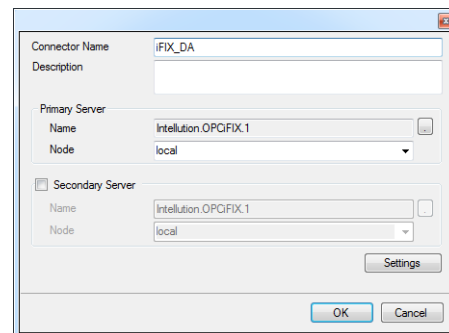 Connector Name iFIX_DA
Description
Primary Server
Name Intellution.OPCiFIX.1 .
Node local
Secondary Server
Name Intellution.OPCiFIX.1 .
Node local
Settings
OK Cancel